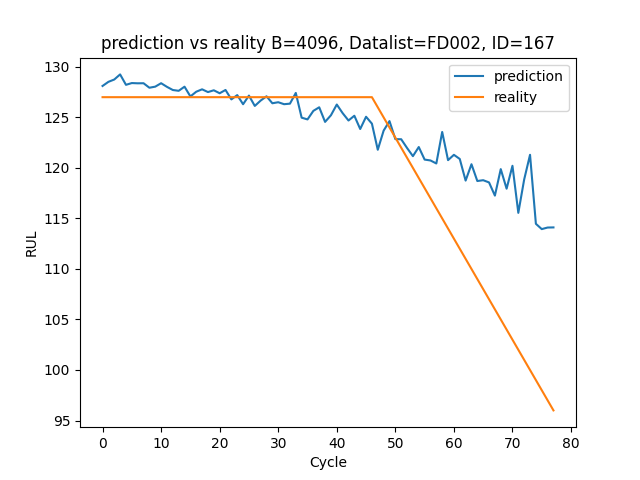 prediction vs reality B=4096, Datalist=FD002, ID=167
prediction
reality
RUL
130
125
120
115
110
105
100
95
0 10 20 30 40 50 60 70 80
Cycle